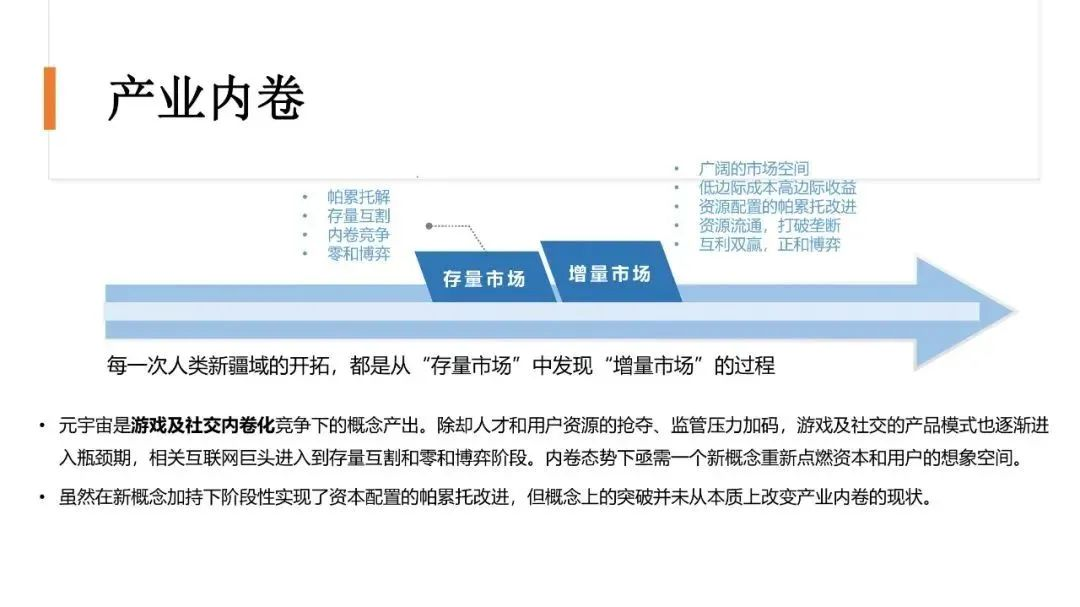 产业内卷
• 帕累托解
• 存量互割
• 内卷竞争
• 零和博弈
• 广阔的市场空间
• 低边际成本高边际收益
• 资源配置的帕累托改进
• 资源流通，打破垄断
• 互利双赢，正和博弈
存量市场
增量市场
每一次人类新疆域的开拓，都是从“存量市场”中发现“增量市场”的过程
• 元宇宙是游戏及社交内卷化竞争下的概念产出。除却人才和用户资源的抢夺、监管压力加码，游戏及社交的产品模式也逐渐进
入瓶颈期，相关互联网巨头进入到存量互割和零和博弈阶段。内卷态势下亟需一个新概念重新点燃资本和用户的想象空间。
• 虽然在新概念加持下阶段性实现了资本配置的帕累托改进，但概念上的突破并未从本质上改变产业内卷的现状。